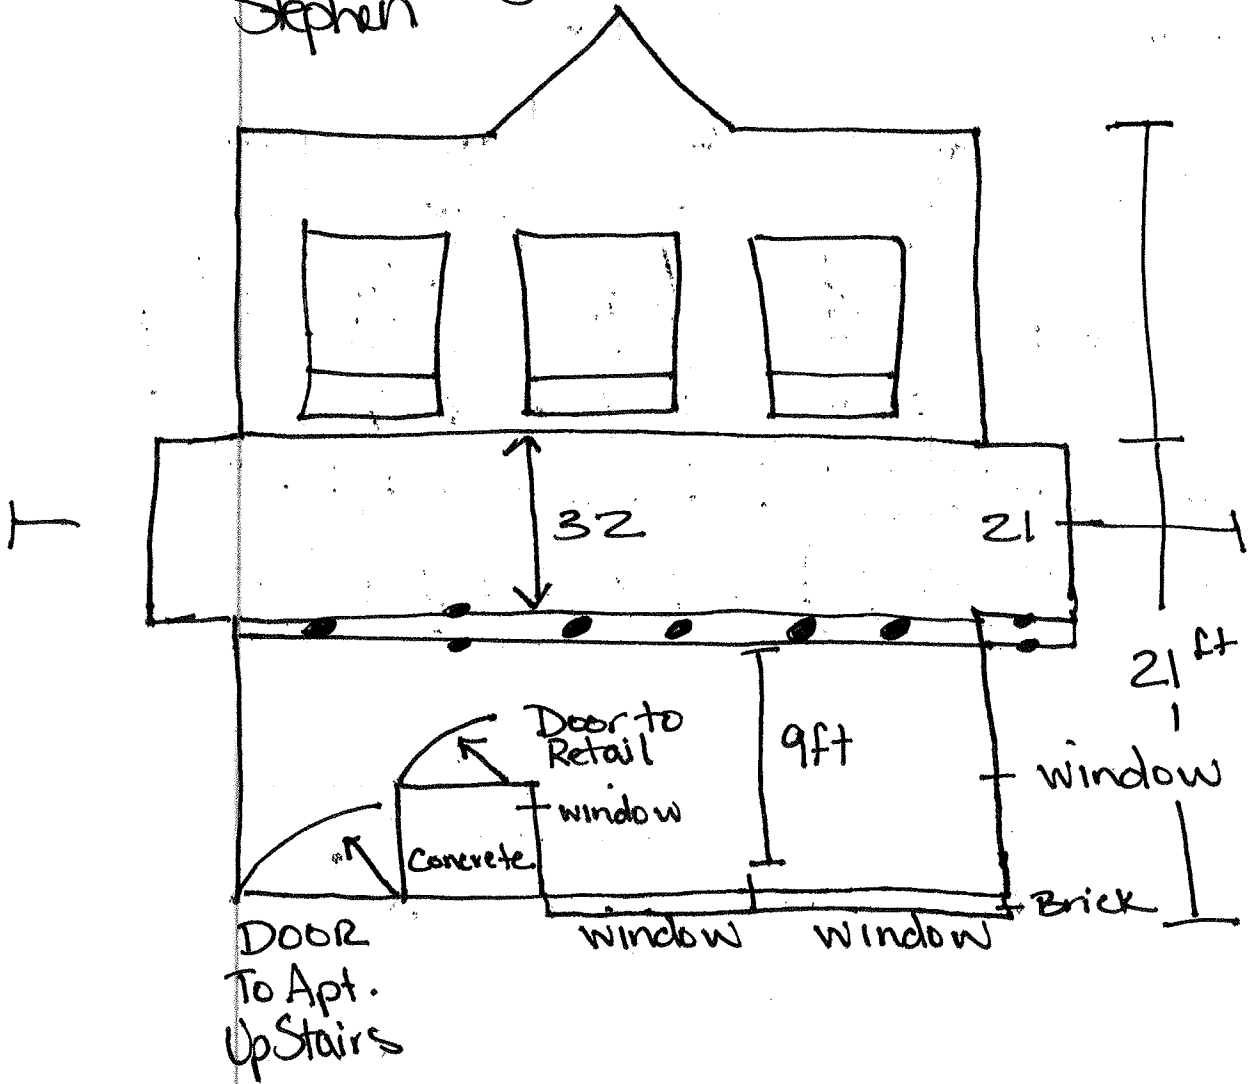 Stephen
32
21
21 ft
Door to
Retail
9ft
window
window
Concrete
Brick
window
window
DOOR
To Apt.
UpStairs